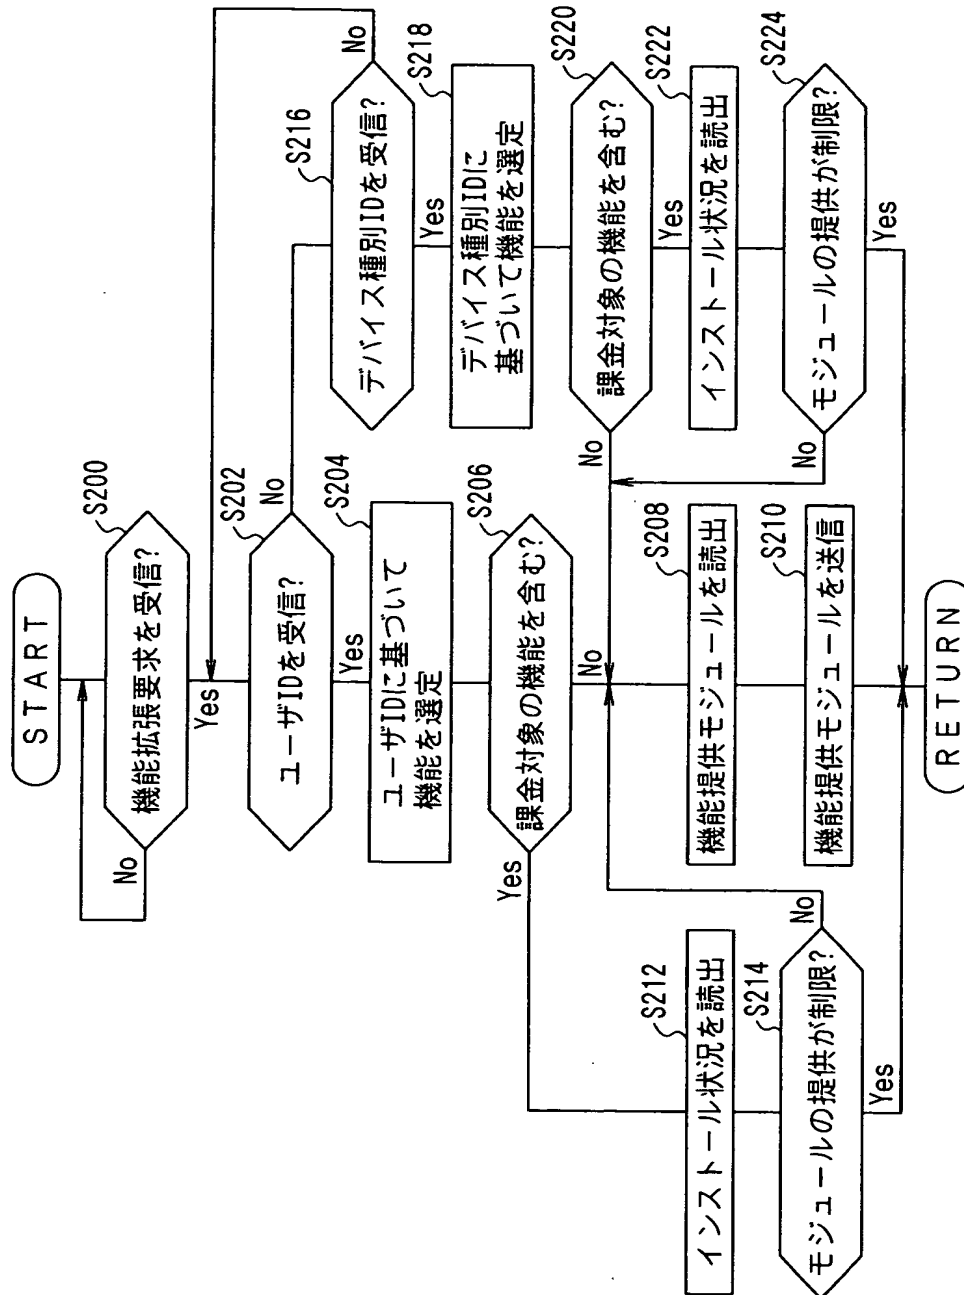 START
S200
機能拡張要求を受信?
No
Yes
S202
ユーザIDを受信?
No
Yes
S204
ユーザIDに基づいて
機能を選定
S206
課金対象の機能を含む?
Yes
No
S208
機能提供モジュールを読出
S210
機能提供モジュールを送信
RETURN
S212
インストール状況を読出
S214
モジュールの提供が制限?
No
Yes
S216
デバイス種別IDを受信?
No
Yes
S218
デバイス種別IDに
基づいて機能を選定
S220
課金対象の機能を含む?
No
Yes
S222
インストール状況を読出
S224
モジュールの提供が制限?
No
Yes